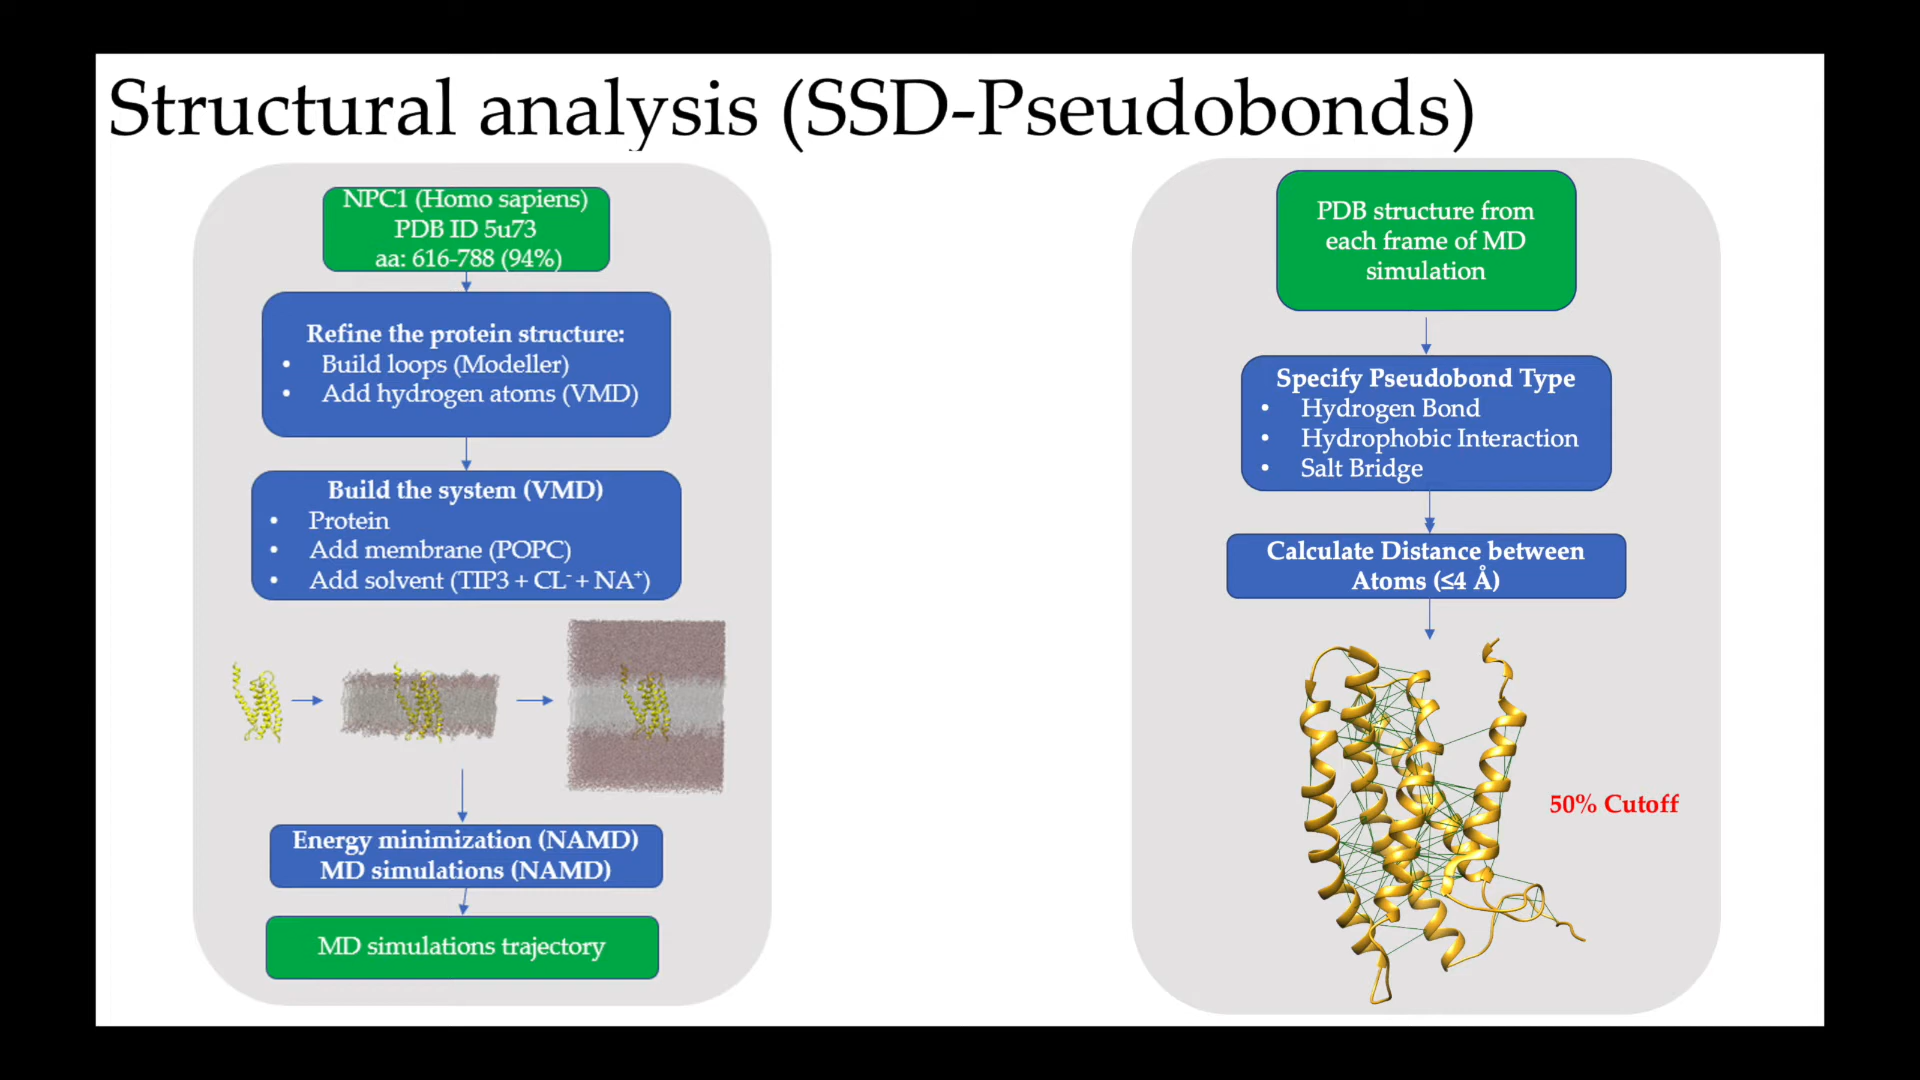 Structural analysis (SSD-Pseudobonds)
NPC1 (Homo sapiens)
PDB ID 5u73
aa: 616-788 (94%)
Refine the protein structure:
• Build loops (Modeller)
• Add hydrogen atoms (VMD)
Build the system (VMD)
• Protein
• Add membrane (POPC)
• Add solvent (TIP3 + CL⁻ + NA⁺)
Energy minimization (NAMD)
MD simulations (NAMD)
MD simulations trajectory
PDB structure from
each frame of MD
simulation
Specify Pseudobond Type
• Hydrogen Bond
• Hydrophobic Interaction
• Salt Bridge
Calculate Distance between
Atoms (≤4 Å)
50% Cutoff